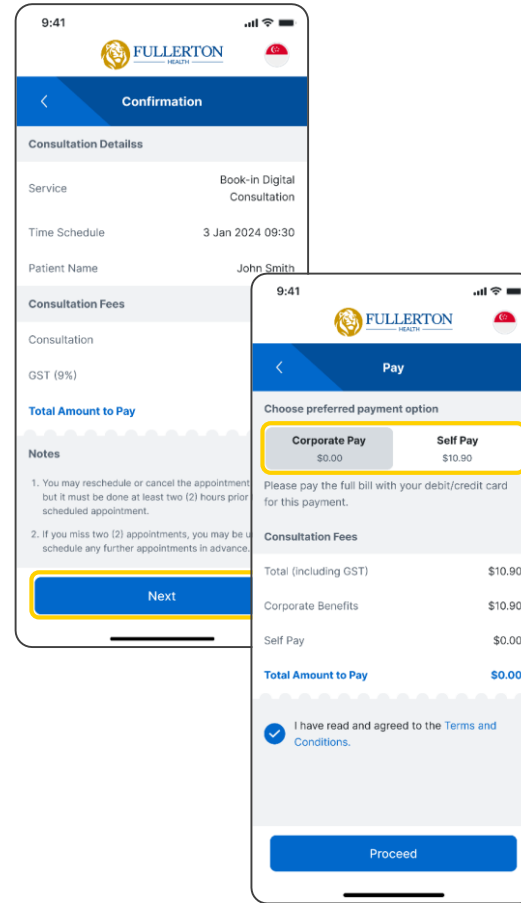 9:41
FULLERTON
HEALTH
Confirmation
Consultation Detailss
Service
Book-in Digital
Consultation
Time Schedule
3 Jan 2024 09:30
Patient Name
John Smith
Consultation Fees
Consultation
GST (9%)
Total Amount to Pay
Notes
1. You may reschedule or cancel the appointment
but it must be done at least two (2) hours prior
scheduled appointment.
2. If you miss two (2) appointments, you may be
schedule any further appointments in advance.
Next
9:41
FULLERTON
HEALTH
Pay
Choose preferred payment option
Corporate Pay
$0.00
Self Pay
$10.90
Please pay the full bill with your debit/credit card
for this payment.
Consultation Fees
Total (including GST)
$10.90
Corporate Benefits
$10.90
Self Pay
$0.00
Total Amount to Pay
$0.00
I have read and agreed to the Terms and
Conditions.
Proceed